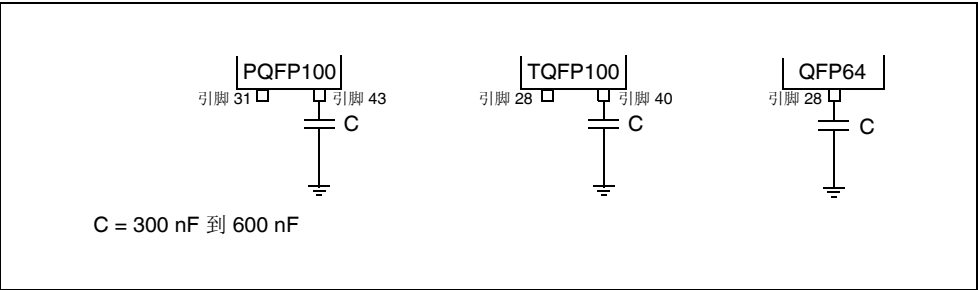 PQFP100 TQFP100 QFP64
引脚 31 引脚 43 引脚 28 引脚 40 引脚 28
C C C
C = 300 nF 到 600 nF